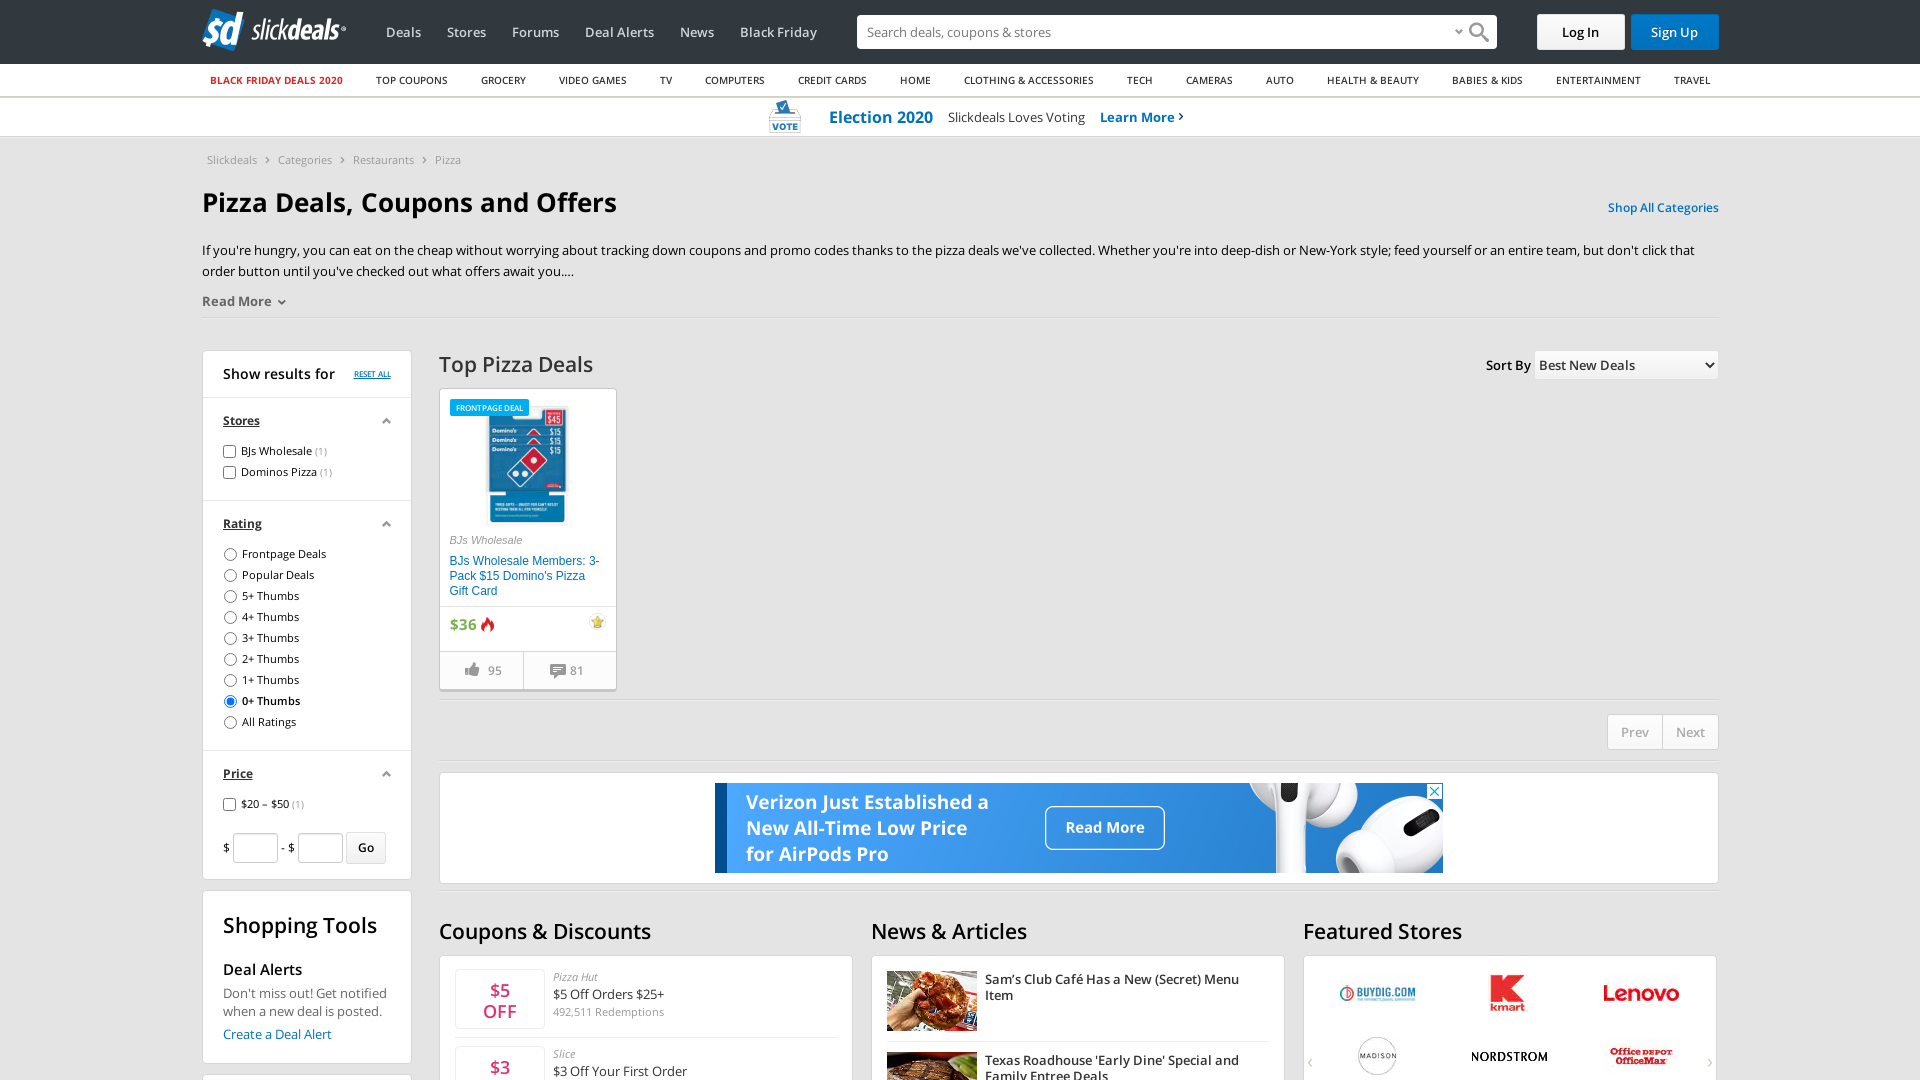 sd slickdeals
Deals
Stores
Forums
Deal Alerts
News
Black Friday
Search deals, coupons & stores
Log In
Sign Up
BLACK FRIDAY DEALS 2020
TOP COUPONS
GROCERY
VIDEO GAMES
TV
COMPUTERS
CREDIT CARDS
HOME
CLOTHING & ACCESSORIES
TECH
CAMERAS
AUTO
HEALTH & BEAUTY
BABIES & KIDS
ENTERTAINMENT
TRAVEL
VOTE
Election 2020
Slickdeals Loves Voting
Learn More
Slickdeals > Categories > Restaurants > Pizza
Pizza Deals, Coupons and Offers
Shop All Categories
If you're hungry, you can eat on the cheap without worrying about tracking down coupons and promo codes thanks to the pizza deals we've collected. Whether you're into deep-dish or New-York style; feed yourself or an entire team, but don't click that
order button until you've checked out what offers await you....
Read More
Show results for
RESET ALL
Stores
BJs Wholesale (1)
Dominos Pizza (1)
Rating
Frontpage Deals
Popular Deals
5+ Thumbs
4+ Thumbs
3+ Thumbs
2+ Thumbs
1+ Thumbs
0+ Thumbs
All Ratings
Price
$20 – $50 (1)
$ - $ Go
Shopping Tools
Deal Alerts
Don't miss out! Get notified
when a new deal is posted.
Create a Deal Alert
Top Pizza Deals
Sort By
Best New Deals
FRONTPAGE DEAL
$45
Domino's $15
Domino's $15
Domino's $15
BJs Wholesale
BJs Wholesale Members: 3-
Pack $15 Domino's Pizza
Gift Card
$36
95
81
Prev
Next
Verizon Just Established a
New All-Time Low Price
for AirPods Pro
Read More
Coupons & Discounts
$5
OFF
Pizza Hut
$5 Off Orders $25+
492,511 Redemptions
$3
Slice
$3 Off Your First Order
News & Articles
Sam's Club Café Has a New (Secret) Menu
Item
Texas Roadhouse 'Early Dine' Special and
Family Entree Deals
Featured Stores
BUYDIG.COM
K
kmart
Lenovo
MADISON
NORDSTROM
Office DEPOT
OfficeMax